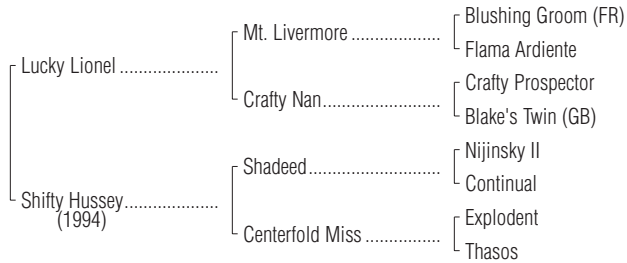 Blushing Groom (FR)
Mt. Livermore ....................
Flama Ardiente
Lucky Lionel ......................
Crafty Prospector
Crafty Nan..........................
Blake's Twin (GB)
Nijinsky II
Shadeed.............................
Continual
Shifty Hussey.....................
(1994)
Explodent
Centerfold Miss .................
Thasos